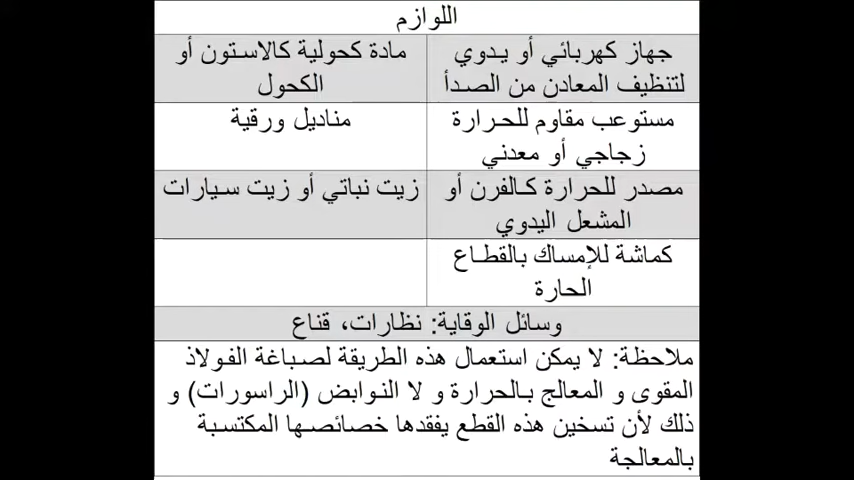 اللوازم
جهاز كهربائي أو يدوي
لتنظيف المعادن من الصدأ
مادة كحولية كالاستون أو
الكحول
مستوعب مقاوم للحرارة
زجاجي أو معدني
مناديل ورقية
مصدر للحرارة كالفرن أو
المشعل اليدوي
زيت نباتي أو زيت سيارات
كماشة للإمساك بالقطاع
الحارة
وسائل الوقاية: نظارات، قناع
ملاحظة: لا يمكن استعمال هذه الطريقة لصباغة الفولاذ
المقوى و المعالج بالحرارة و لا النوابض (الراسورات) و
ذلك لأن تسخين هذه القطع يفقدها خصائصها المكتسبة
بالمعالجة